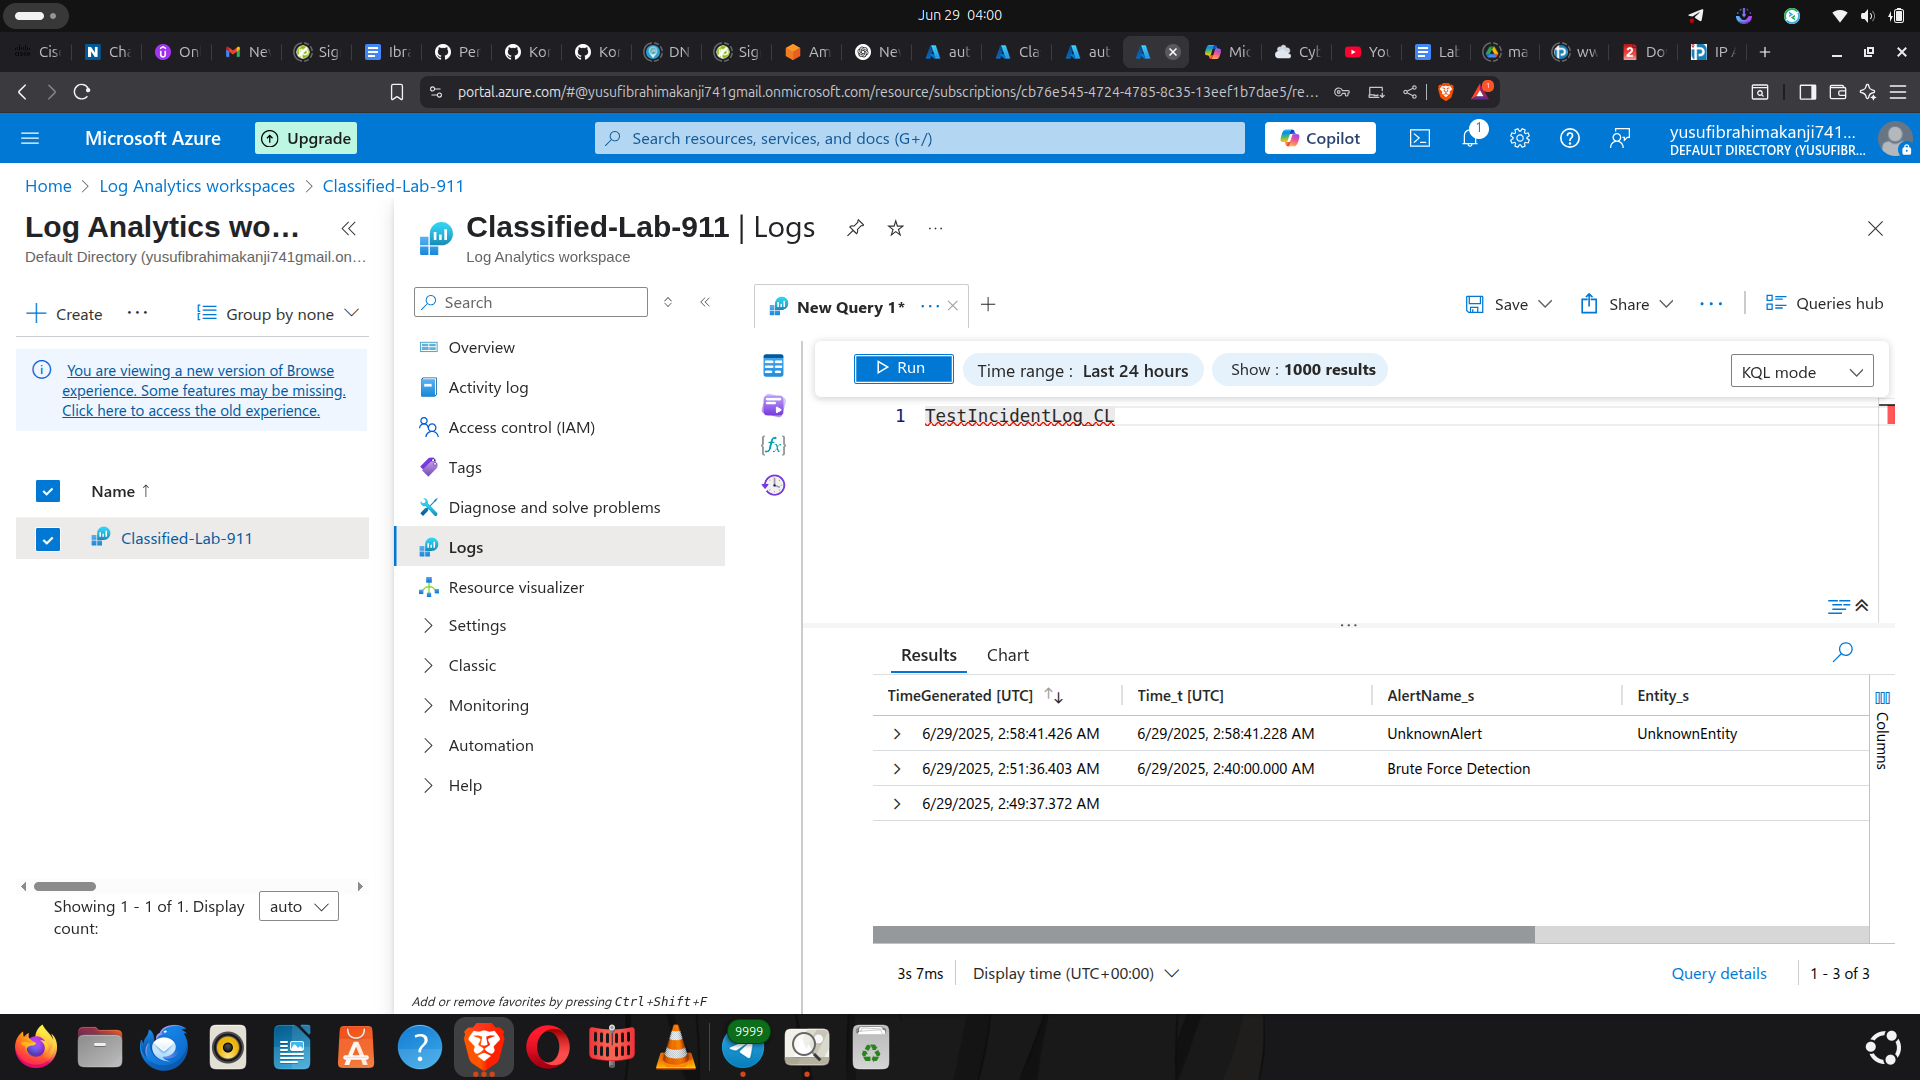 Jun 29 04:00
Cis
Cha
On
Nev
Sig
Ibra
Per
Kor
Kor
DN
Sig
Am
Nev
aut
Cla
aut
Mic
Cyb
You
Lab
ma
ww
Do
IP A
portal.azure.com/#@yusufibrahimakanji741gmail.onmicrosoft.com/resource/subscriptions/cb76e545-4724-4785-8c35-13eef1b7dae5/re...
1
Microsoft Azure
Upgrade
Search resources, services, and docs (G+/)
Copilot
1
yusufibrahimakanji741...
DEFAULT DIRECTORY (YUSUFIBR...
Home > Log Analytics workspaces > Classified-Lab-911
Log Analytics wo...
Default Directory (yusufibrahimakanji741gmail.on...
Create
Group by none
You are viewing a new version of Browse experience. Some features may be missing. Click here to access the old experience.
Name ↑
Classified-Lab-911
Showing 1 - 1 of 1. Display count:
auto
Classified-Lab-911 | Logs
Log Analytics workspace
Search
Overview
Activity log
Access control (IAM)
Tags
Diagnose and solve problems
Logs
Resource visualizer
Settings
Classic
Monitoring
Automation
Help
Add or remove favorites by pressing Ctrl+Shift+F
New Query 1*
Save
Share
Queries hub
Run
Time range : Last 24 hours
Show : 1000 results
KQL mode
1 TestIncidentLog_CL
Results
Chart
TimeGenerated [UTC] Time_t [UTC] AlertName_s Entity_s
6/29/2025, 2:58:41.426 AM 6/29/2025, 2:58:41.228 AM UnknownAlert UnknownEntity
6/29/2025, 2:51:36.403 AM 6/29/2025, 2:40:00.000 AM Brute Force Detection
6/29/2025, 2:49:37.372 AM
Columns
3s 7ms
Display time (UTC+00:00)
Query details
1 - 3 of 3
9999